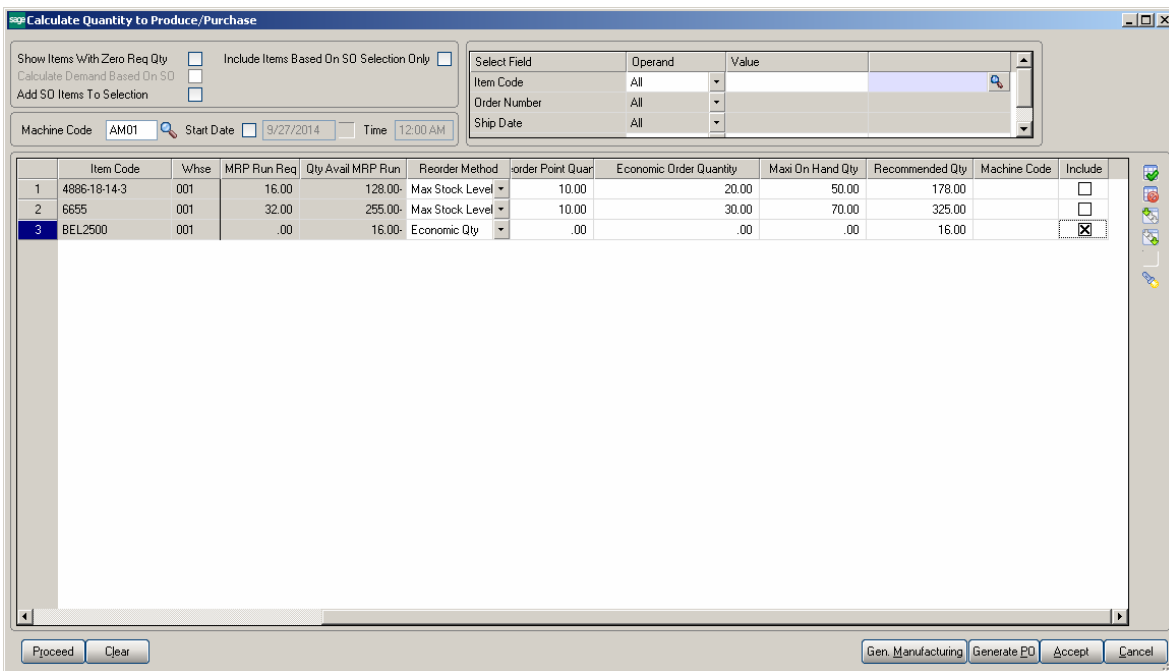 sage Calculate Quantity to Produce/Purchase
Show Items With Zero Req Qty Include Items Based On SO Selection Only
Calculate Demand Based On SO
Add SO Items To Selection
Machine Code AM01 Start Date 9/27/2014 Time 12:00 AM
Select Field Operand Value
Item Code All
Order Number All
Ship Date All
Item Code Whse MRP Run Req Qty Avail MRP Run Reorder Method order Point Quar Economic Order Quantity Maxi On Hand Qty Recommended Qty Machine Code Include
1 4886-18-14-3 001 16.00 128.00- Max Stock Level 10.00 20.00 50.00 178.00
2 6655 001 32.00 255.00- Max Stock Level 10.00 30.00 70.00 325.00
3 BEL2500 001 .00 16.00- Economic Qty .00 .00 .00 16.00
Proceed Clear Gen. Manufacturing Generate PO Accept Cancel